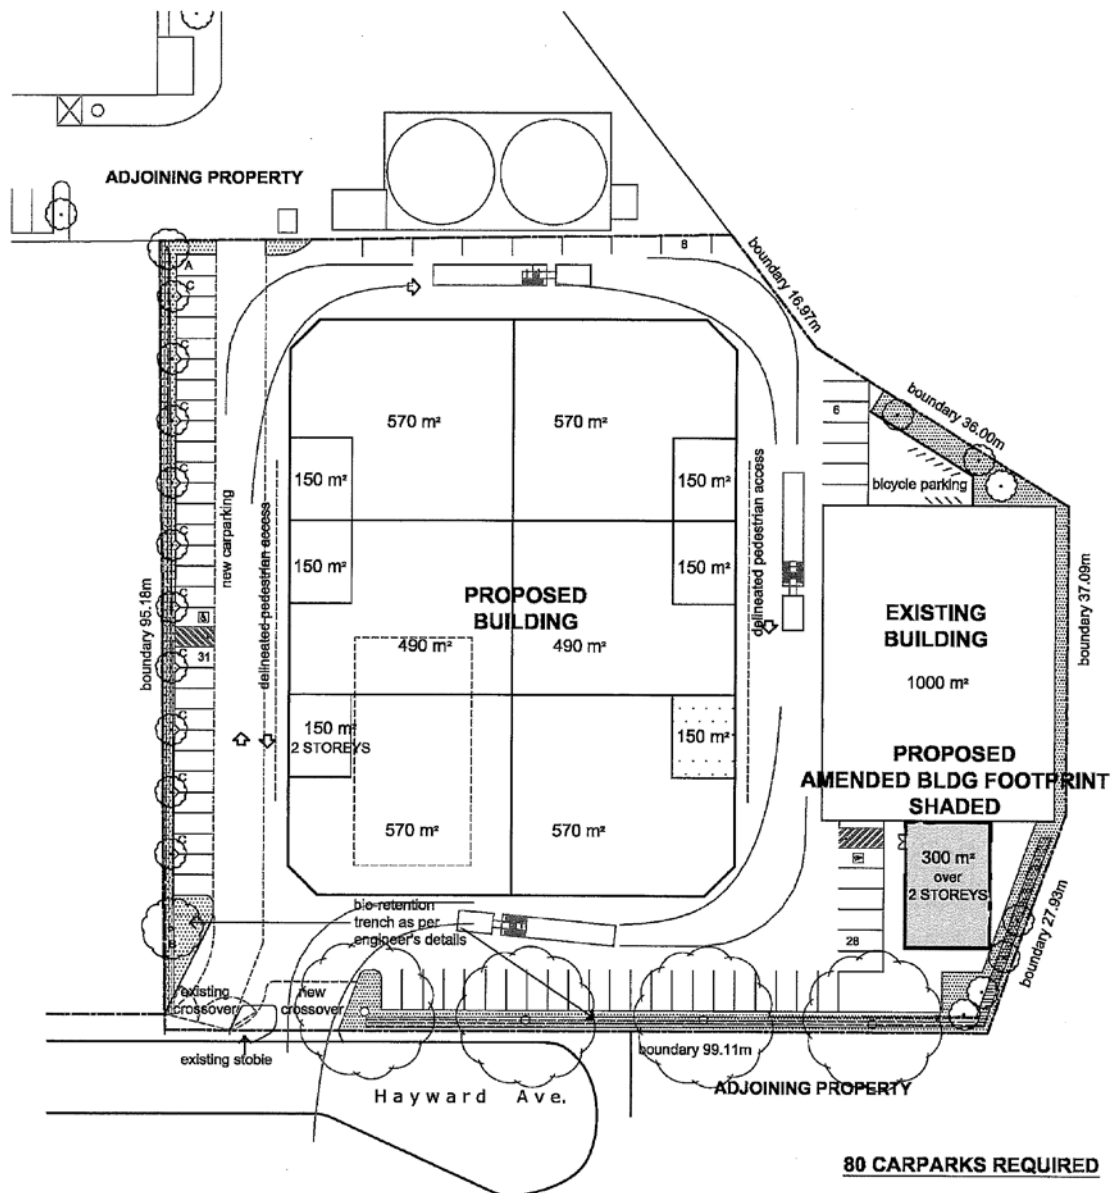 ADJOINING PROPERTY
8
boundary 16.97m
A
C
C
C
C
C
C
C
C
C
C
6
boundary 36.00m
570 m²
570 m²
150 m²
150 m²
bicycle parking
new carparking
delineated pedestrian access
delineated pedestrian access
150 m²
150 m²
PROPOSED
BUILDING
EXISTING
BUILDING
boundary 95.18m
boundary 37.09m
31
490 m²
490 m²
1000 m²
150 m²
2 STOREYS
150 m²
PROPOSED
AMENDED BLDG FOOTPRINT
SHADED
570 m²
570 m²
300 m²
over
2 STOREYS
bio-retention
trench as per
engineer's details
B
28
boundary 27.93m
existing
crossover
new
crossover
existing stobie
boundary 99.11m
Hayward Ave.
ADJOINING PROPERTY
80 CARPARKS REQUIRED